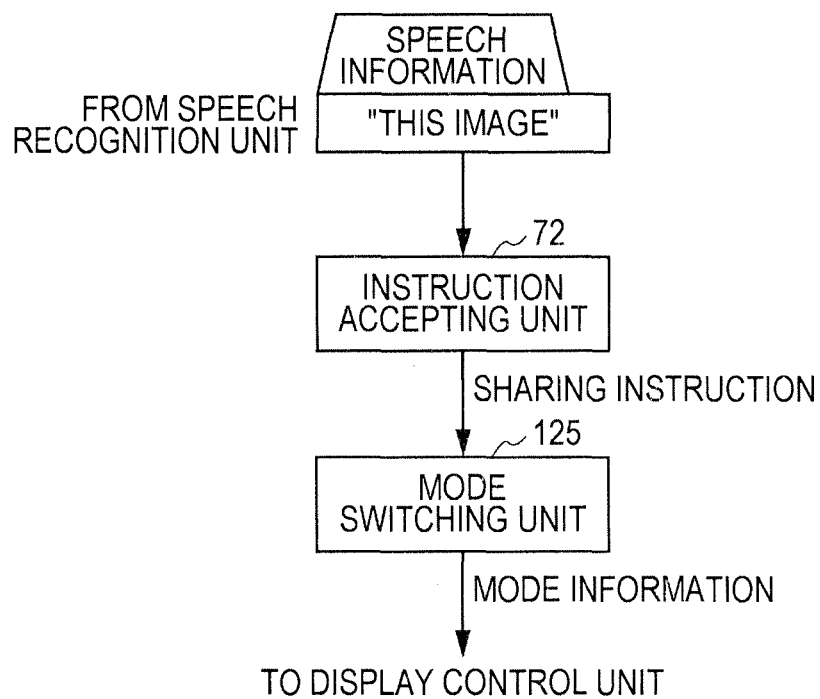 SPEECH
INFORMATION
FROM SPEECH
RECOGNITION UNIT
"THIS IMAGE"
72
INSTRUCTION
ACCEPTING UNIT
SHARING INSTRUCTION
125
MODE
SWITCHING UNIT
MODE INFORMATION
TO DISPLAY CONTROL UNIT